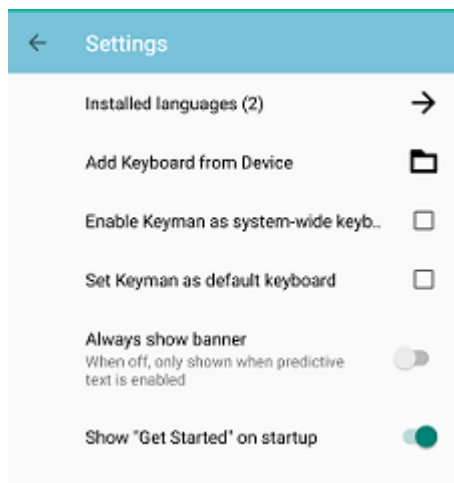 Settings
Installed languages (2)
Add Keyboard from Device
Enable Keyman as system-wide keyb..
Set Keyman as default keyboard
Always show banner
When off, only shown when predictive
text is enabled
Show "Get Started" on startup